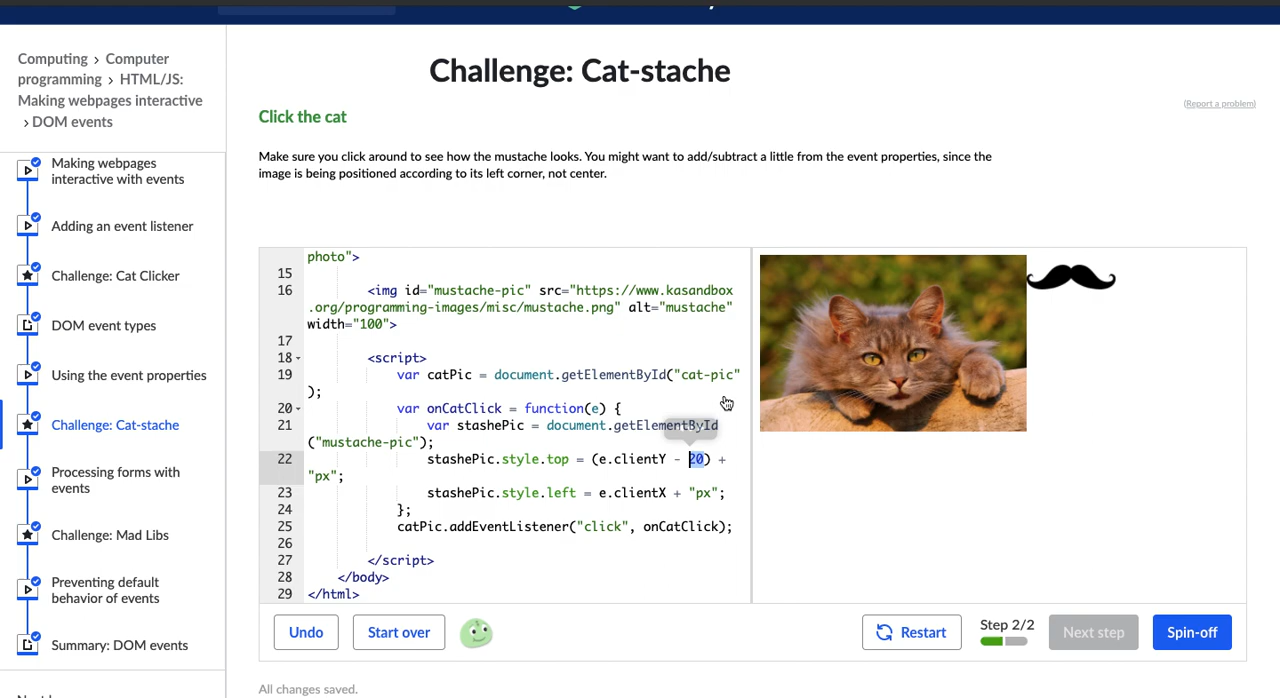 Computing › Computer
programming › HTML/JS:
Making webpages interactive
› DOM events
Making webpages
interactive with events
Adding an event listener
Challenge: Cat Clicker
DOM event types
Using the event properties
Challenge: Cat-stache
Processing forms with
events
Challenge: Mad Libs
Preventing default
behavior of events
Summary: DOM events
Challenge: Cat-stache
(Report a problem)
Click the cat
Make sure you click around to see how the mustache looks. You might want to add/subtract a little from the event properties, since the
image is being positioned according to its left corner, not center.
photo">
15
16 <img id="mustache-pic" src="https://www.kasandbox
.org/programming-images/misc/mustache.png" alt="mustache"
width="100">
17
18 <script>
19 var catPic = document.getElementById("cat-pic"
);
20 var onCatClick = function(e) {
21 var stashePic = document.getElementById
("mustache-pic");
22 stashePic.style.top = (e.clientY - 20) +
"px";
23 stashePic.style.left = e.clientX + "px";
24 };
25 catPic.addEventListener("click", onCatClick);
26
27 </script>
28 </body>
29 </html>
Undo
Start over
Restart
Step 2/2
Next step
Spin-off
All changes saved.